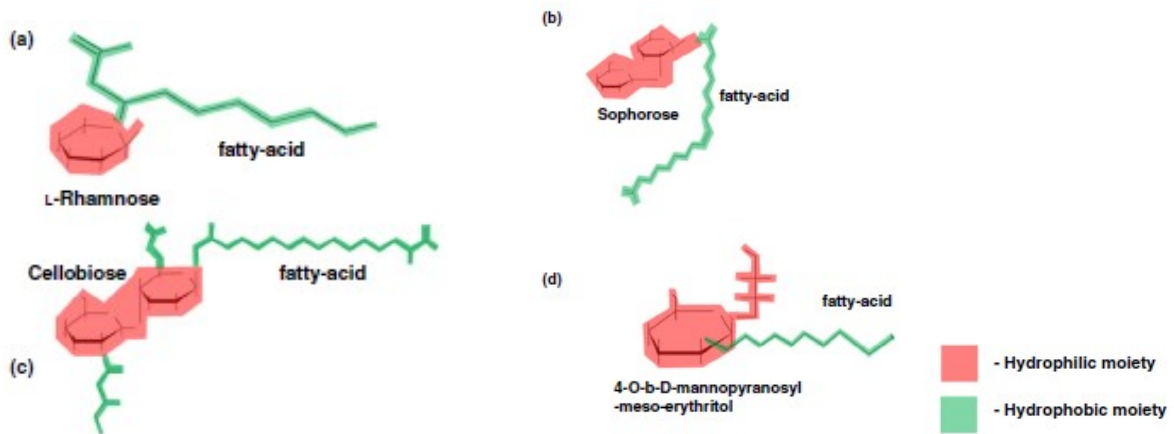 (a)
fatty-acid
L-Rhamnose
(b)
Sophorose
fatty-acid
Cellobiose
fatty-acid
(c)
(d)
fatty-acid
4-O-b-D-mannopyranosyl
-meso-erythritol
- Hydrophilic moiety
- Hydrophobic moiety